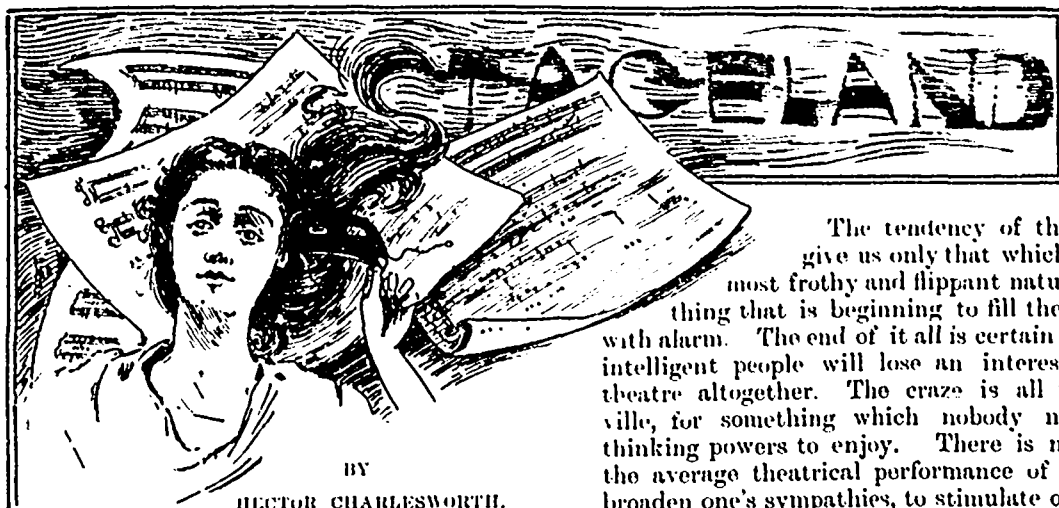 STAGELAND
BY
HECTOR CHARLESWORTH.
The tendency of th
give us only that which
most frothy and flippant natu
thing that is beginning to fill the
with alarm. The end of it all is certain
intelligent people will lose an interes
theatre altogether. The craze is all
ville, for something which nobody n
thinking powers to enjoy. There is n
the average theatrical performance of
broaden one's sympathies, to stimulate o